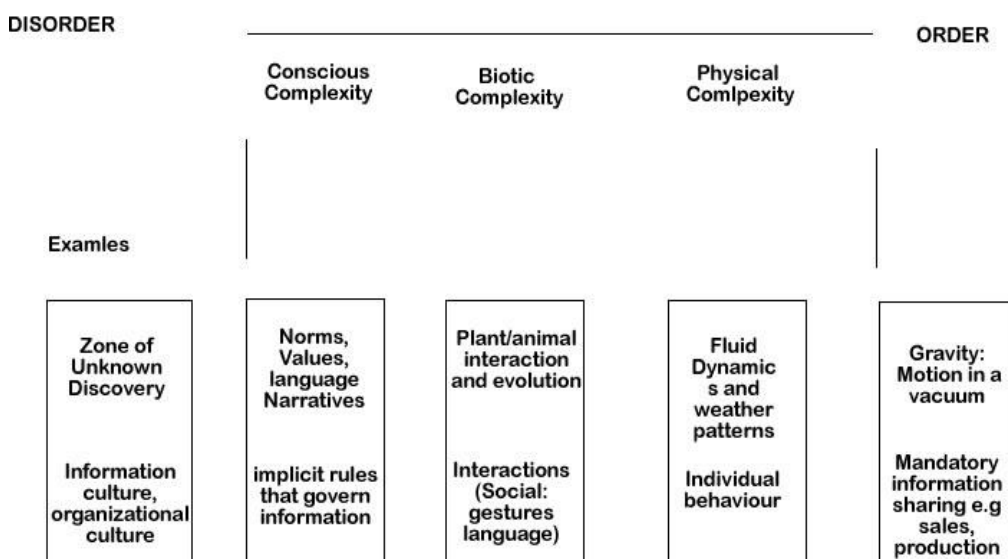 DISORDER
ORDER
Conscious
Complexity
Biotic
Complexity
Physical
Comlpexity
Examles
Zone of
Unknown
Discovery
Information
culture,
organizational
culture
Norms,
Values,
language
Narratives
implicit rules
that govern
information
Plant/animal
interaction
and evolution
Interactions
(Social:
gestures
language)
Fluid
Dynamic
s and
weather
patterns
Individual
behaviour
Gravity:
Motion in a
vacuum
Mandatory
information
sharing e.g
sales,
production